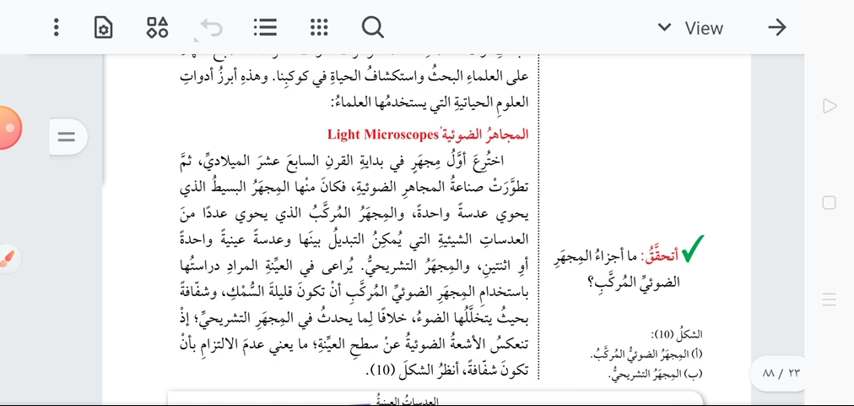 View
على العلماءِ البحثُ واستكشافُ الحياةِ في كوكبِنا. وهذهِ أبرزُ أدواتِ
العلومِ الحياتيةِ التي يستخدمُها العلماءُ:
المجاهرُ الضوئيةُ Light Microscopes
اختُرِعَ أوَّلُ مِجهَرٍ في بدايةِ القرنِ السابعَ عشرَ الميلاديِّ، ثمَّ
تطوَّرَتْ صناعةُ المجاهرِ الضوئيةِ، فكانَ منْها المِجهَرُ البسيطُ الذي
يحوي عدسةً واحدةً، والمِجهَرُ المُركَّبُ الذي يحوي عددًا منَ
العدساتِ الشيئيةِ التي يُمكِنُ التبديلُ بينَها وعدسةً عينيةً واحدةً
أوِ اثنتينِ، والمِجهَرُ التشريحيُّ. يُراعى في العيِّنةِ المرادِ دراستُها
باستخدامِ المِجهَرِ الضوئيِّ المُركَّبِ أنْ تكونَ قليلةَ السُّمْكِ، وشفّافةً
بحيثُ يتخلَّلُها الضوءُ، خلافًا لِما يحدثُ في المِجهَرِ التشريحيِّ؛ إذْ
تنعكسُ الأشعةُ الضوئيةُ عنْ سطحِ العيِّنةِ؛ ما يعني عدمَ الالتزامِ بأنْ
تكونَ شفّافةً، أنظرُ الشكلَ (10).
أتحقَّقُ: ما أجزاءُ المِجهَرِ
الضوئيِّ المُركَّبِ؟
الشكلُ (10):
(أ) المِجهَرُ الضوئيُّ المُركَّبُ.
(ب) المِجهَرُ التشريحيُّ.
٢٣ / ٨٨
العدساتُ العينيةُ